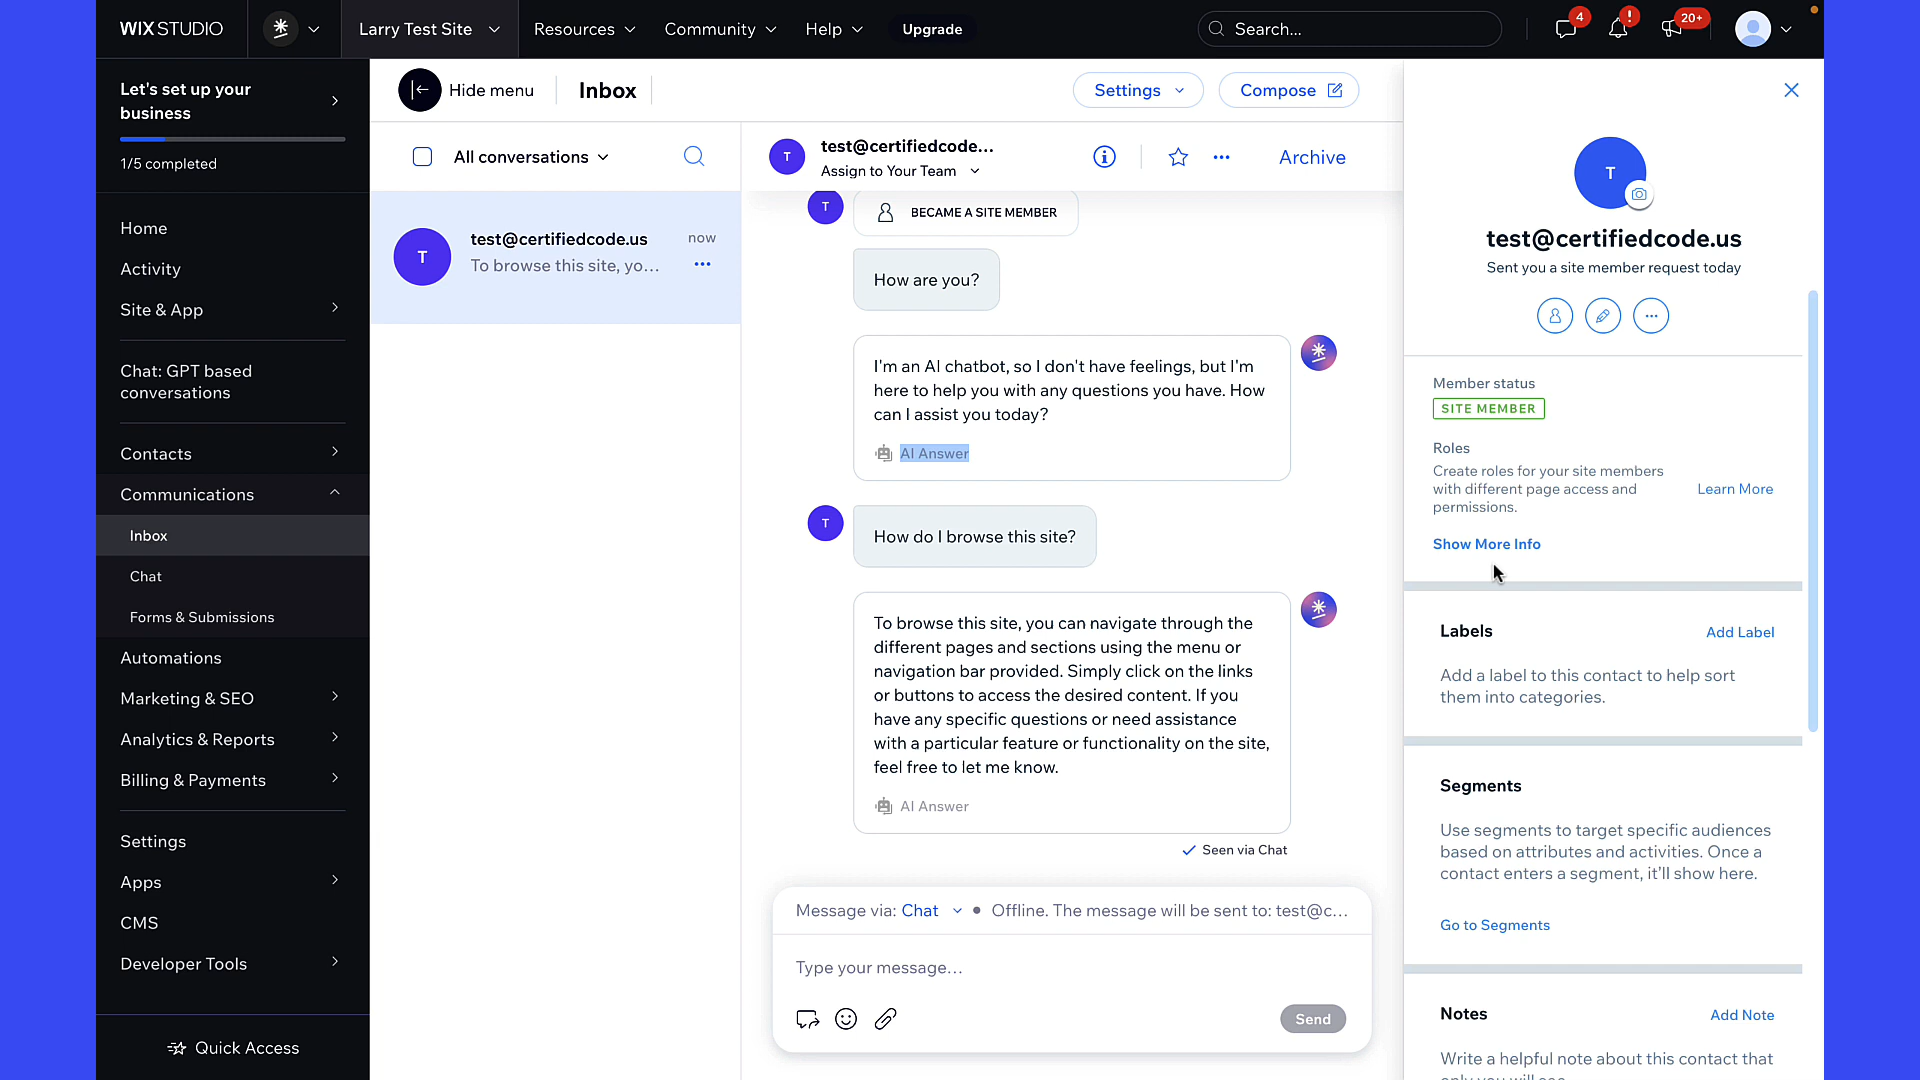 WIX STUDIO
Larry Test Site
Resources
Community
Help
Upgrade
Search...
4
!
20+
Let's set up your
business
1/5 completed
Home
Activity
Site & App
Chat: GPT based
conversations
Contacts
Communications
Inbox
Chat
Forms & Submissions
Automations
Marketing & SEO
Analytics & Reports
Billing & Payments
Settings
Apps
CMS
Developer Tools
Quick Access
Hide menu
Inbox
Settings
Compose
All conversations
T
test@certifiedcode.us
now
To browse this site, yo...
T
test@certifiedcode...
Assign to Your Team
Archive
T
BECAME A SITE MEMBER
How are you?
I'm an AI chatbot, so I don't have feelings, but I'm
here to help you with any questions you have. How
can I assist you today?
AI Answer
T
How do I browse this site?
To browse this site, you can navigate through the
different pages and sections using the menu or
navigation bar provided. Simply click on the links
or buttons to access the desired content. If you
have any specific questions or need assistance
with a particular feature or functionality on the site,
feel free to let me know.
AI Answer
Seen via Chat
Message via: Chat • Offline. The message will be sent to: test@c...
Type your message...
Send
T
test@certifiedcode.us
Sent you a site member request today
Member status
SITE MEMBER
Roles
Create roles for your site members
with different page access and
permissions.
Learn More
Show More Info
Labels
Add Label
Add a label to this contact to help sort
them into categories.
Segments
Use segments to target specific audiences
based on attributes and activities. Once a
contact enters a segment, it'll show here.
Go to Segments
Notes
Add Note
Write a helpful note about this contact that
only you will see